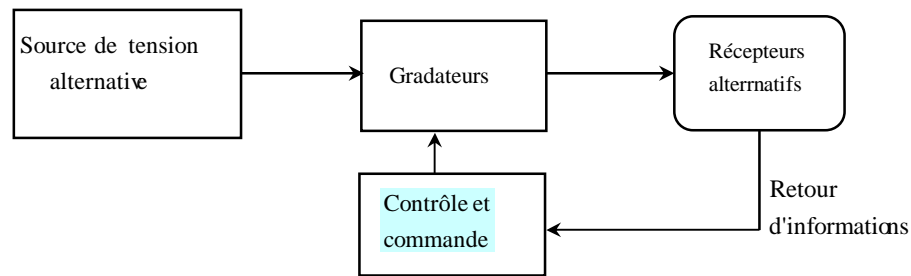 Source de tension
alternative
Gradateurs
Récepteurs
alterrnatifs
Contrôle et
commande
Retour
d'informations